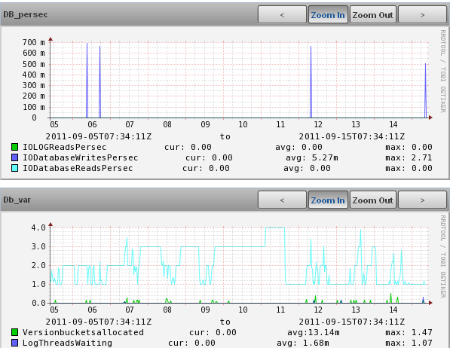 DB_persec < Zoom In Zoom Out >
700 m
600 m
500 m
400 m
300 m
200 m
100 m
0
05 06 07 08 09 10 11 12 13 14
2011-09-05T07:34:11Z to 2011-09-15T07:34:11Z
IOLOGReadsPersec cur: 0.00 avg: 0.00 max: 0.00
IODatabaseWritesPersec cur: 0.00 avg: 5.27m max: 2.71
IODatabaseReadsPersec cur: 0.00 avg: 0.00 max: 0.00
RRDTOOL / TOBI OETIKER
Db_var < Zoom In Zoom Out >
4.0
3.0
2.0
1.0
0.0
05 06 07 08 09 10 11 12 13 14
2011-09-05T07:34:11Z to 2011-09-15T07:34:11Z
Versionbucketsallocated cur: 0.00 avg:13.14m max: 1.47
LogThreadsWaiting cur: 0.00 avg: 1.68m max: 1.07
RRDTOOL / TOBI OETIKER